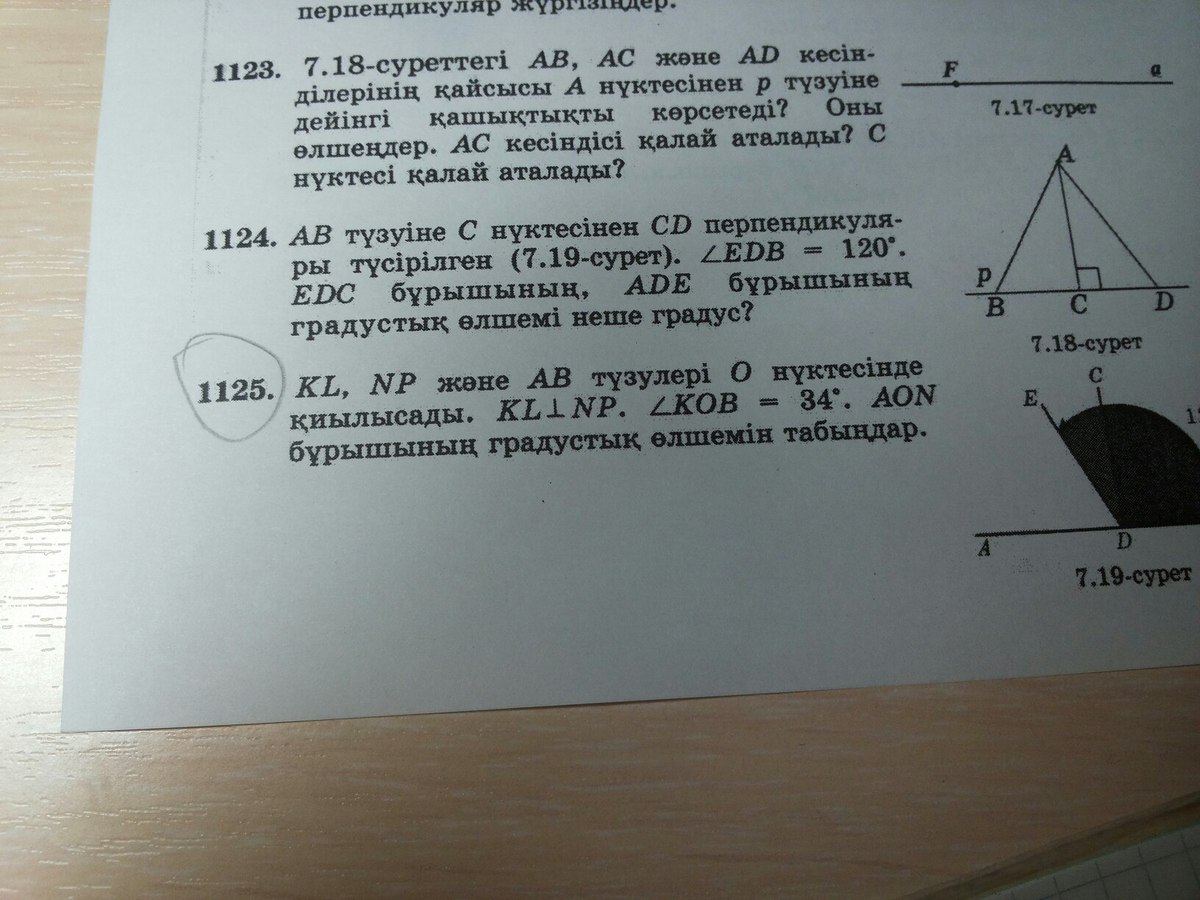 перпендикуляр жүргізіңдер.
1123. 7.18-суреттегі AB, AC және AD кесін-
ділерінің қайсысы A нүктесінен p түзуіне
дейінгі қашықтықты көрсетеді? Оны
өлшеңдер. AC кесіндісі қалай аталады? C
нүктесі қалай аталады?
1124. AB түзуіне C нүктесінен CD перпендикуля-
ры түсірілген (7.19-сурет). ∠EDB = 120°.
EDC бұрышының, ADE бұрышының
градустық өлшемі неше градус?
1125. KL, NP және AB түзулері O нүктесінде
қиылысады. KL⊥NP. ∠KOB = 34°. AON
бұрышының градустық өлшемін табыңдар.
F a
7.17-сурет
A
p
B C D
7.18-сурет
C
E
A D
7.19-сурет